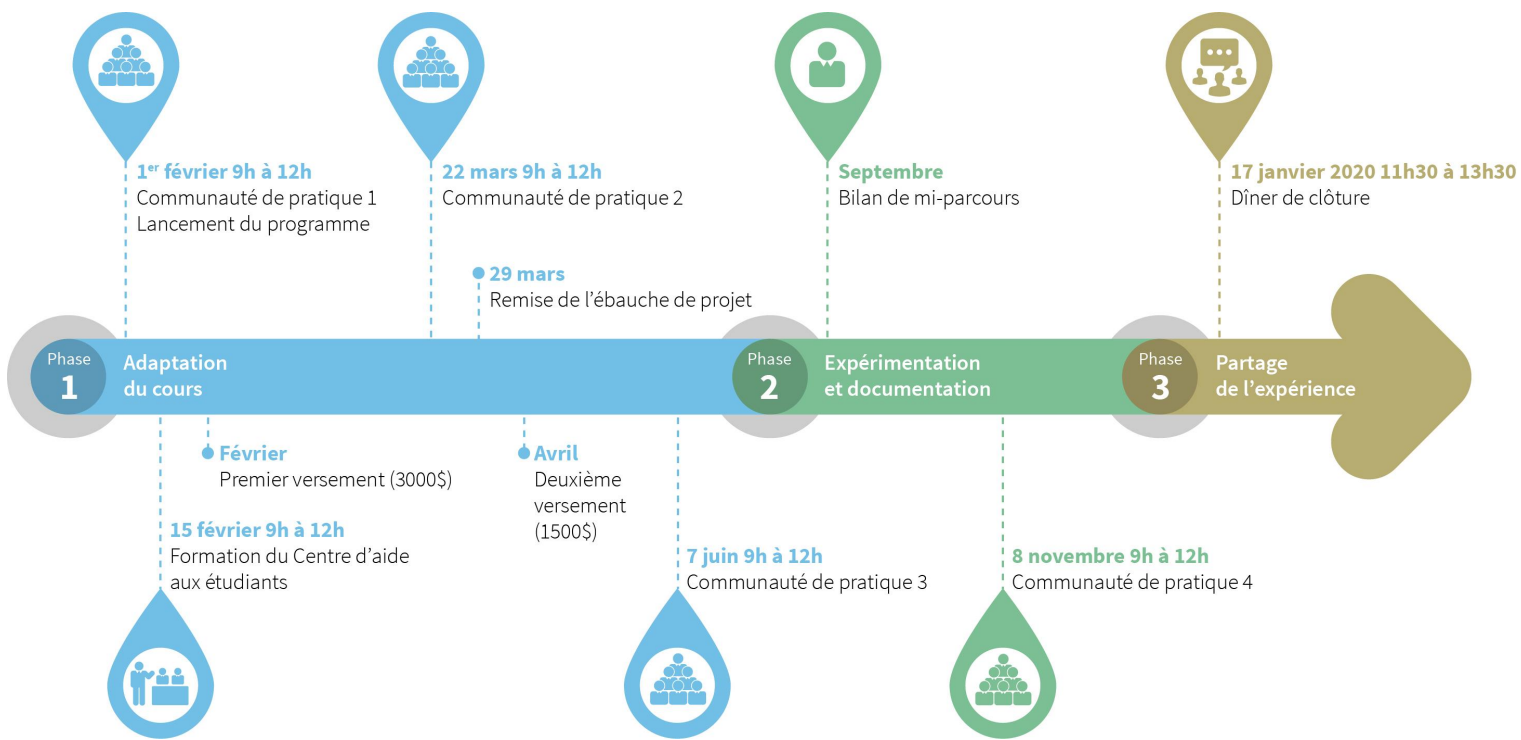 1er février 9h à 12h
Communauté de pratique 1
Lancement du programme
22 mars 9h à 12h
Communauté de pratique 2
Septembre
Bilan de mi-parcours
17 janvier 2020 11h30 à 13h30
Dîner de clôture
29 mars
Remise de l’ébauche de projet
Phase
1
Adaptation
du cours
Phase
2
Expérimentation
et documentation
Phase
3
Partage
de l’expérience
Février
Premier versement (3000$)
Avril
Deuxième
versement
(1500$)
15 février 9h à 12h
Formation du Centre d’aide
aux étudiants
7 juin 9h à 12h
Communauté de pratique 3
8 novembre 9h à 12h
Communauté de pratique 4